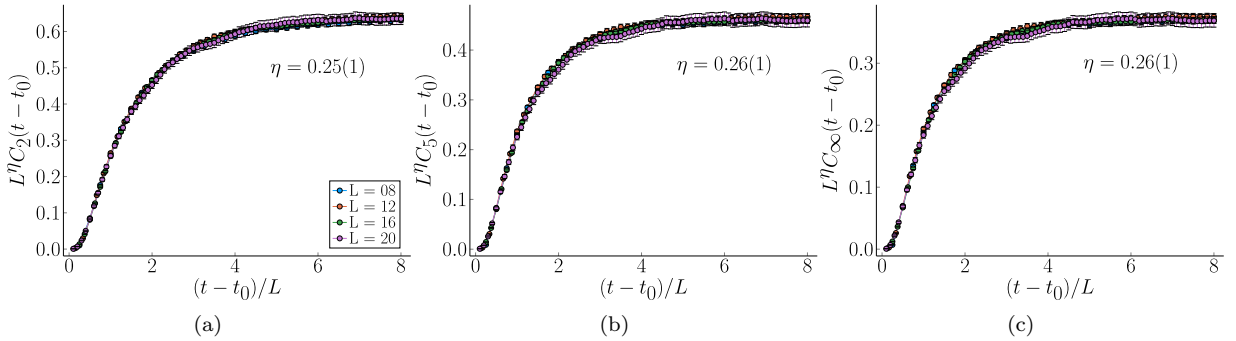 L^η C_2(t − t_0)
0.6
0.5
0.4
0.3
0.2
0.1
0.0
η = 0.25(1)
L = 08
L = 12
L = 16
L = 20
0 2 4 6 8
(t − t_0)/L
(a)
L^η C_5(t − t_0)
0.4
0.3
0.2
0.1
0.0
η = 0.26(1)
0 2 4 6 8
(t − t_0)/L
(b)
L^η C_∞(t − t_0)
0.3
0.2
0.1
0.0
η = 0.26(1)
0 2 4 6 8
(t − t_0)/L
(c)